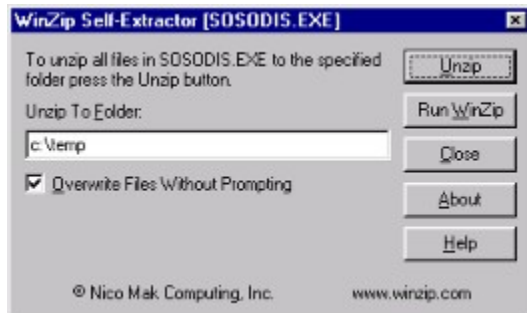 WinZip Self-Extractor [SOSODIS.EXE]
To unzip all files in SOSODIS.EXE to the specified
folder press the Unzip button.
Unzip To Folder:
c:\temp
Overwrite Files Without Prompting
Unzip
Run WinZip
Close
About
Help
© Nico Mak Computing, Inc. www.winzip.com